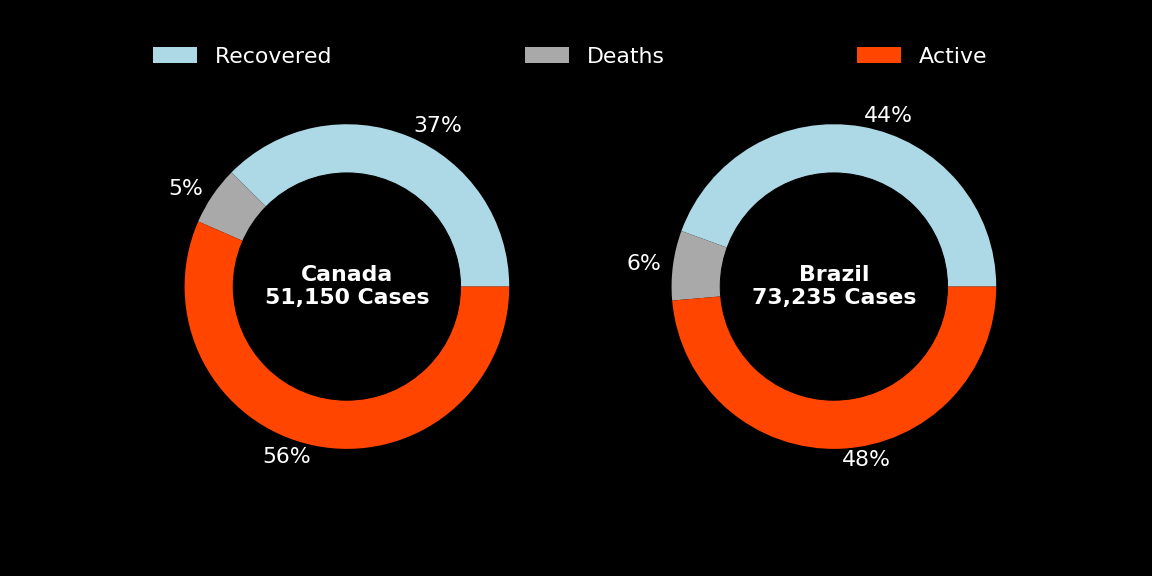 Recovered
Deaths
Active
37%
5%
Canada
51,150 Cases
56%
44%
6%
Brazil
73,235 Cases
48%